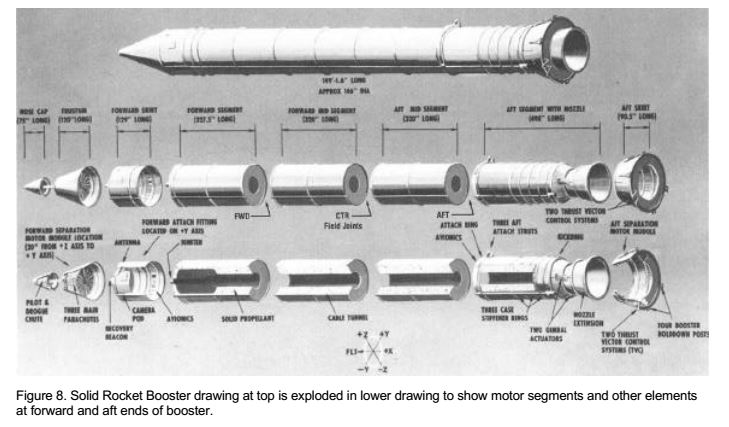 149'-1.6" LONG
APPROX 146" DIA
NOSE CAP
(75" LONG)
FRUSTUM
(120" LONG)
FORWARD SKIRT
(129" LONG)
FORWARD SEGMENT
FORWARD MID SEGMENT
(320" LONG)
AFT MID SEGMENT
(320" LONG)
AFT SEGMENT WITH NOZZLE
AFT SKIRT
(90.5" LONG)
FWD
CTR
AFT
Field Joints
TWO THRUST VECTOR
CONTROL SYSTEMS
FORWARD SEPARATION
MOTOR MODULE LOCATION
(20° FROM +Z AXIS TO
+Y AXIS)
FORWARD ATTACH FITTING
LOCATED ON +Y AXIS
ANTENNA
IGNITER
ATTACH RING
AVIONICS
THREE AFT
ATTACH STRUTS
KICKRING
AFT SEPARATION
MOTOR MODULE
PILOT &
DROGUE
CHUTE
THREE MAIN
PARACHUTES
RECOVERY
BEACON
CAMERA
POD
AVIONICS
SOLID PROPELLANT
CABLE TUNNEL
THREE CASE
STIFFENER RINGS
TWO GIMBAL
ACTUATORS
NOZZLE
EXTENSION
TWO THRUST
VECTOR CONTROL
SYSTEMS (TVC)
FOUR BOOSTER
HOLDDOWN POSTS
+Z +Y
FLT +X
-Y -Z
Figure 8. Solid Rocket Booster drawing at top is exploded in lower drawing to show motor segments and other elements
at forward and aft ends of booster.